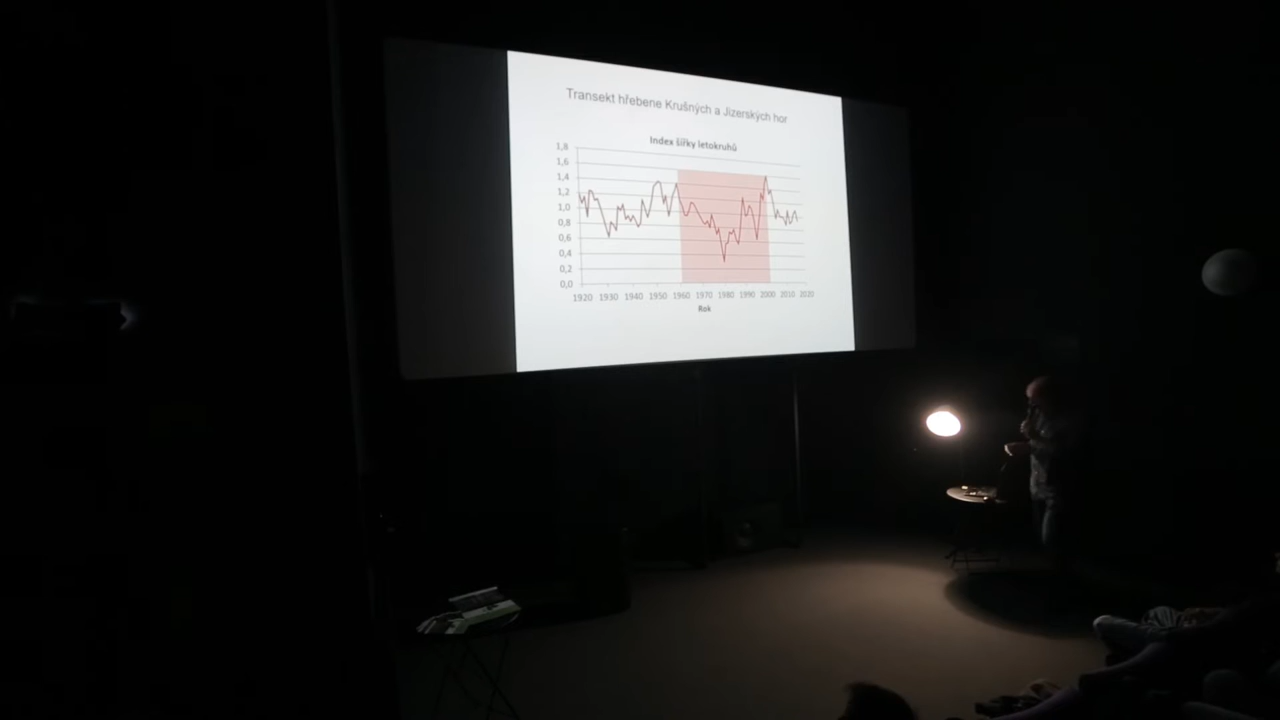 Transekt hřebene Krušných a Jizerských hor
Index šířky letokruhů
1,8
1,6
1,4
1,2
1,0
0,8
0,6
0,4
0,2
0,0
1920 1930 1940 1950 1960 1970 1980 1990 2000 2010 2020
Rok